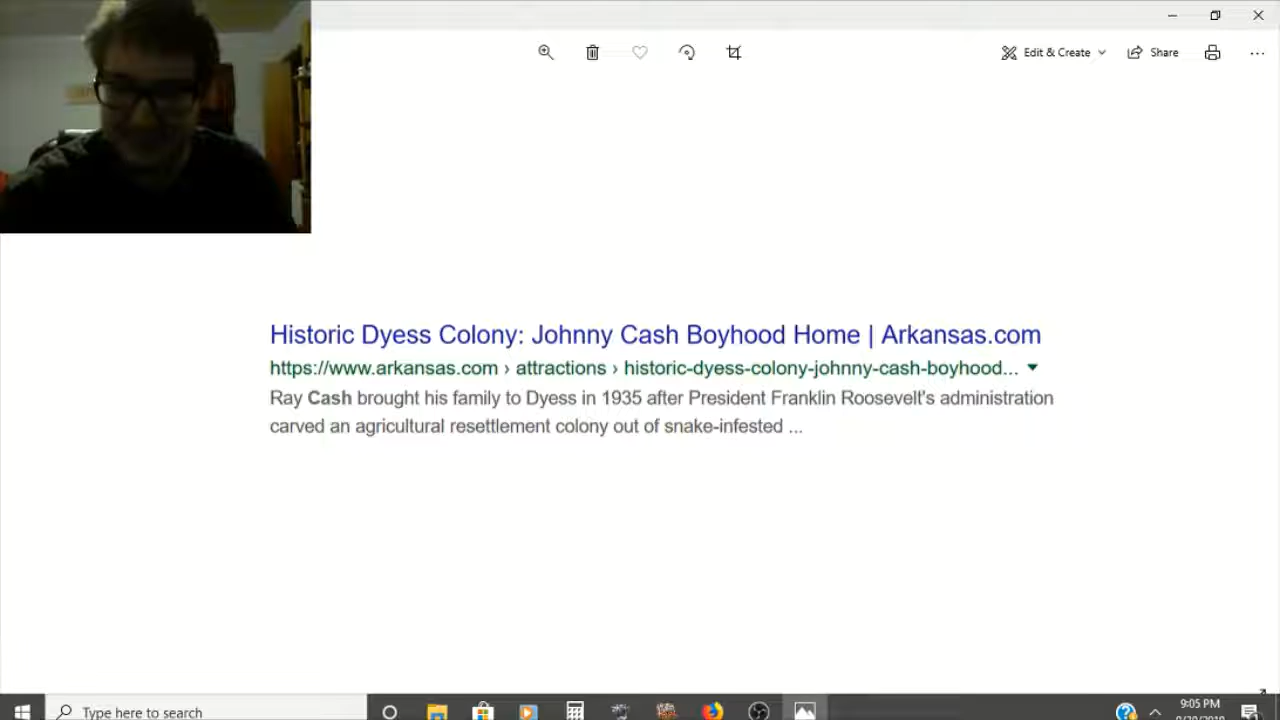 Edit & Create
Share
Historic Dyess Colony: Johnny Cash Boyhood Home | Arkansas.com
https://www.arkansas.com › attractions › historic-dyess-colony-johnny-cash-boyhood...
Ray Cash brought his family to Dyess in 1935 after President Franklin Roosevelt's administration
carved an agricultural resettlement colony out of snake-infested ...
Type here to search
9:05 PM